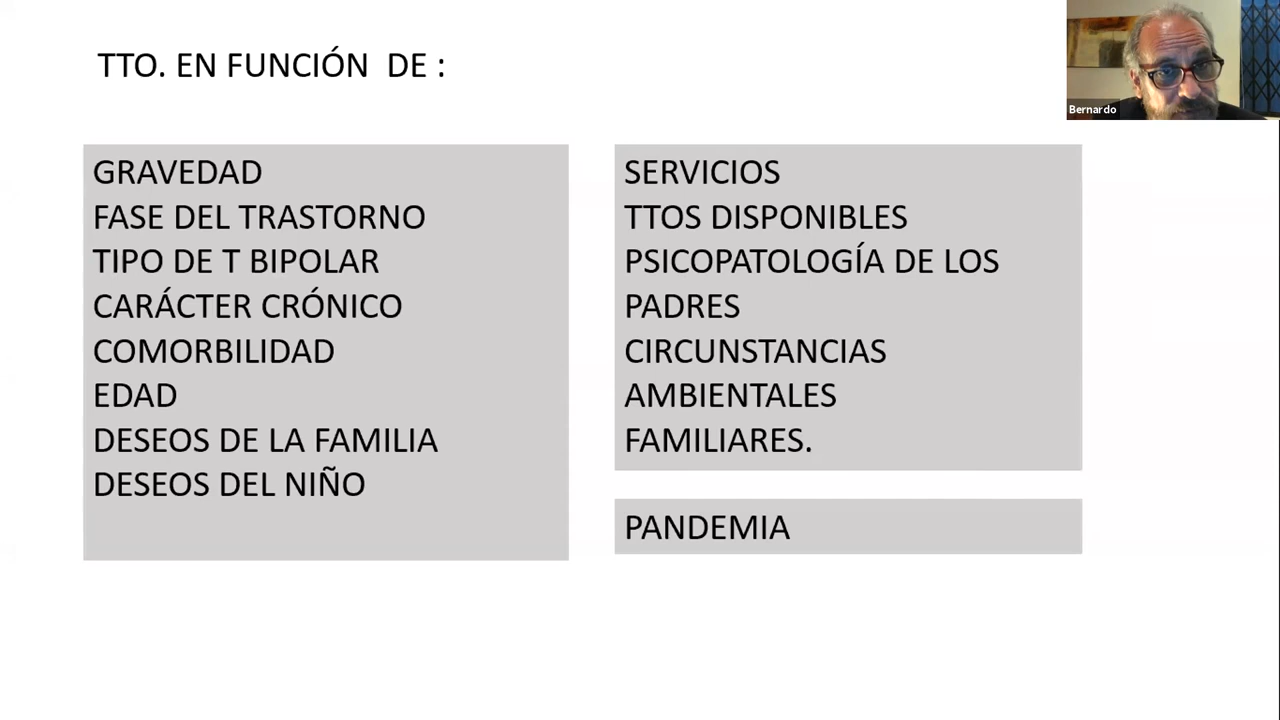 TTO. EN FUNCIÓN DE :
Bernardo
GRAVEDAD
FASE DEL TRASTORNO
TIPO DE T BIPOLAR
CARÁCTER CRÓNICO
COMORBILIDAD
EDAD
DESEOS DE LA FAMILIA
DESEOS DEL NIÑO
SERVICIOS
TTOS DISPONIBLES
PSICOPATOLOGÍA DE LOS
PADRES
CIRCUNSTANCIAS
AMBIENTALES
FAMILIARES.
PANDEMIA